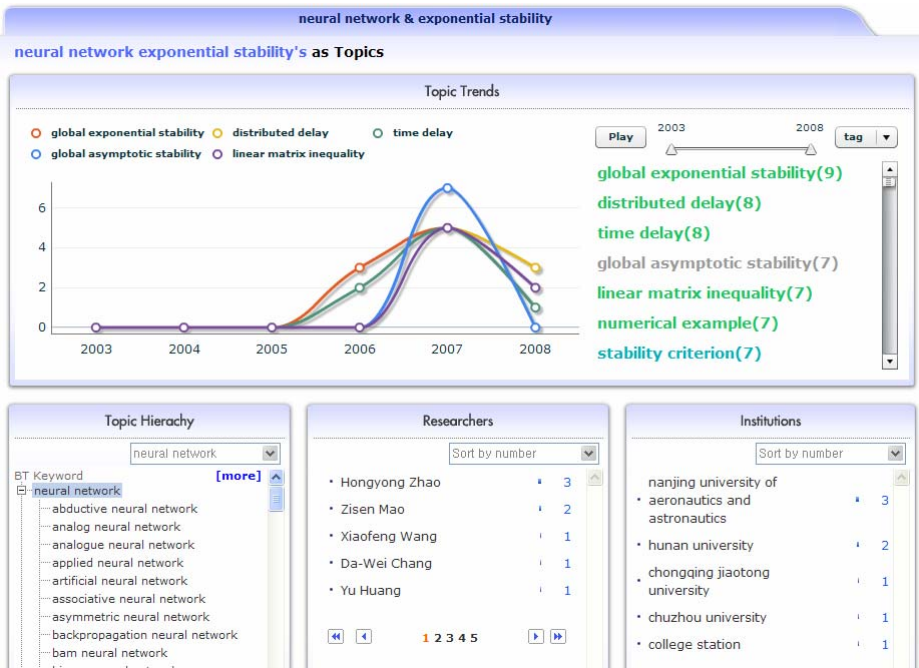 neural network & exponential stability
neural network exponential stability's as Topics
Topic Trends
global exponential stability
distributed delay
time delay
global asymptotic stability
linear matrix inequality
6
4
2
0
2003
2004
2005
2006
2007
2008
Play
2003
2008
tag
global exponential stability(9)
distributed delay(8)
time delay(8)
global asymptotic stability(7)
linear matrix inequality(7)
numerical example(7)
stability criterion(7)
Topic Hierachy
neural network
BT Keyword
[more]
neural network
abductive neural network
analog neural network
analogue neural network
applied neural network
artificial neural network
associative neural network
asymmetric neural network
backpropagation neural network
bam neural network
Researchers
Sort by number
Hongyong Zhao 3
Zisen Mao 2
Xiaofeng Wang 1
Da-Wei Chang 1
Yu Huang 1
1 2 3 4 5
Institutions
Sort by number
nanjing university of
aeronautics and 3
astronautics
hunan university 2
chongqing jiaotong
university 1
chuzhou university 1
college station 1